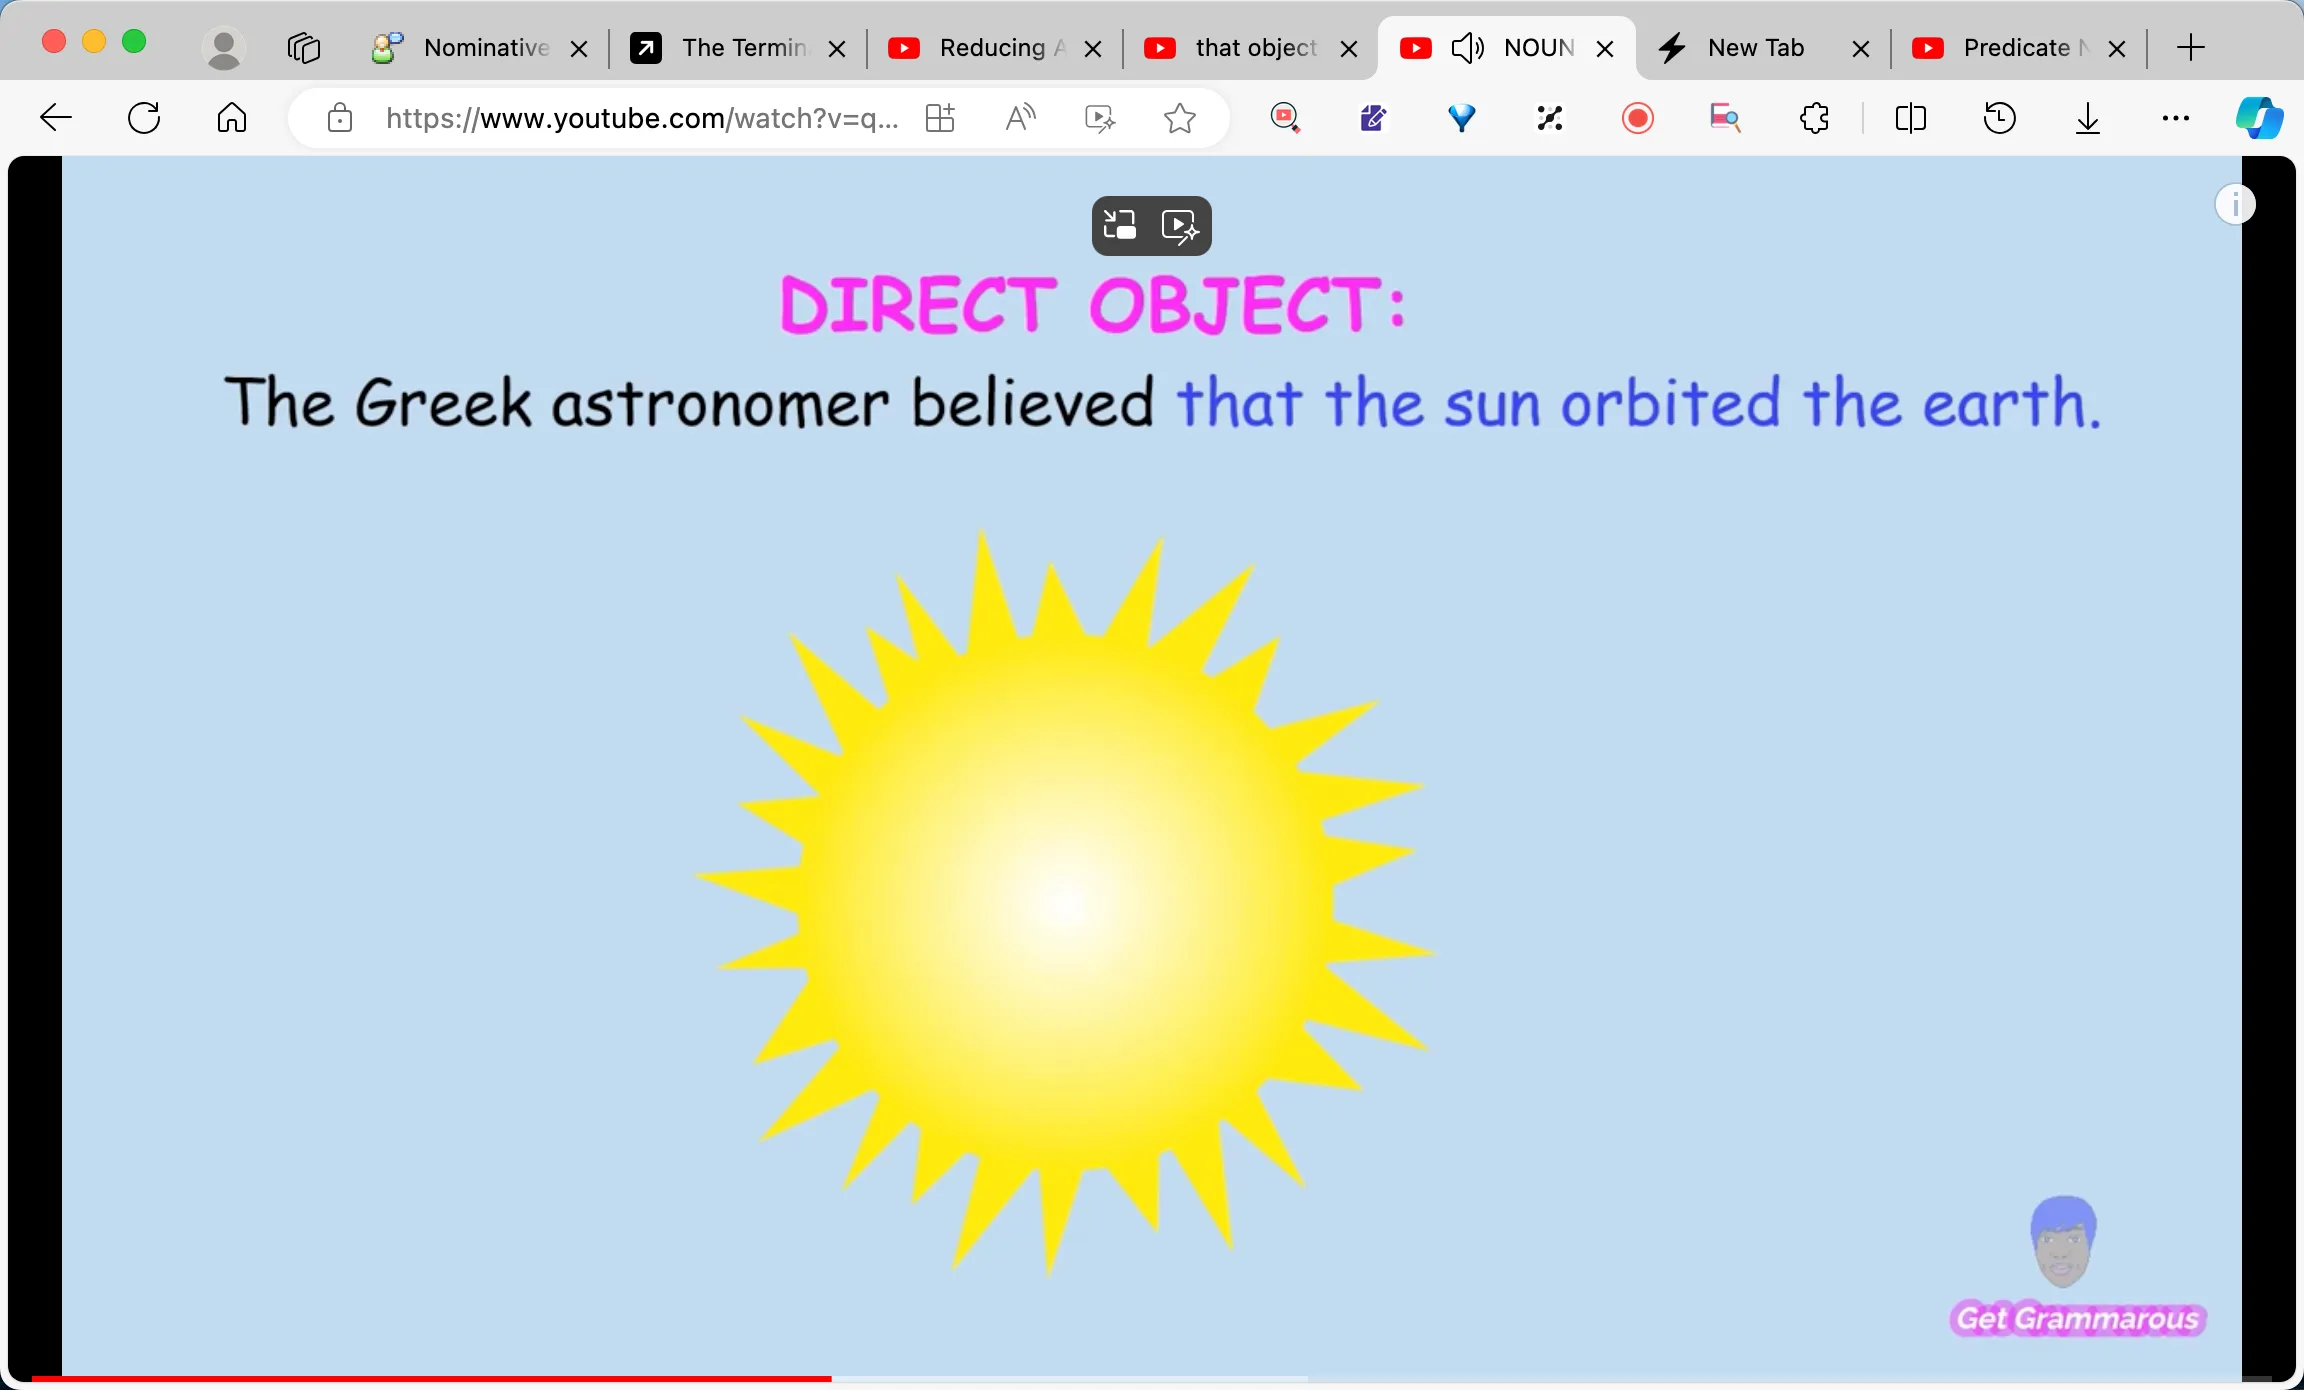 Nominative
The Termin
Reducing A
that object
NOUN
New Tab
Predicate N
https://www.youtube.com/watch?v=q...
DIRECT OBJECT:
The Greek astronomer believed that the sun orbited the earth.
Get Grammarous